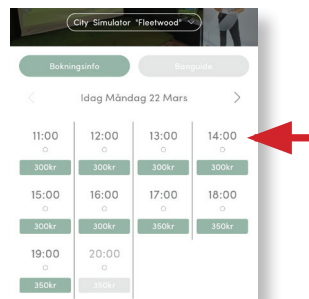 City Simulator "Fleetwood"
Bokningsinfo Banguide
Idag Måndag 22 Mars
11:00 12:00 13:00 14:00
300kr 300kr 300kr 300kr
15:00 16:00 17:00 18:00
300kr 300kr 350kr 350kr
19:00 20:00
350kr 350kr